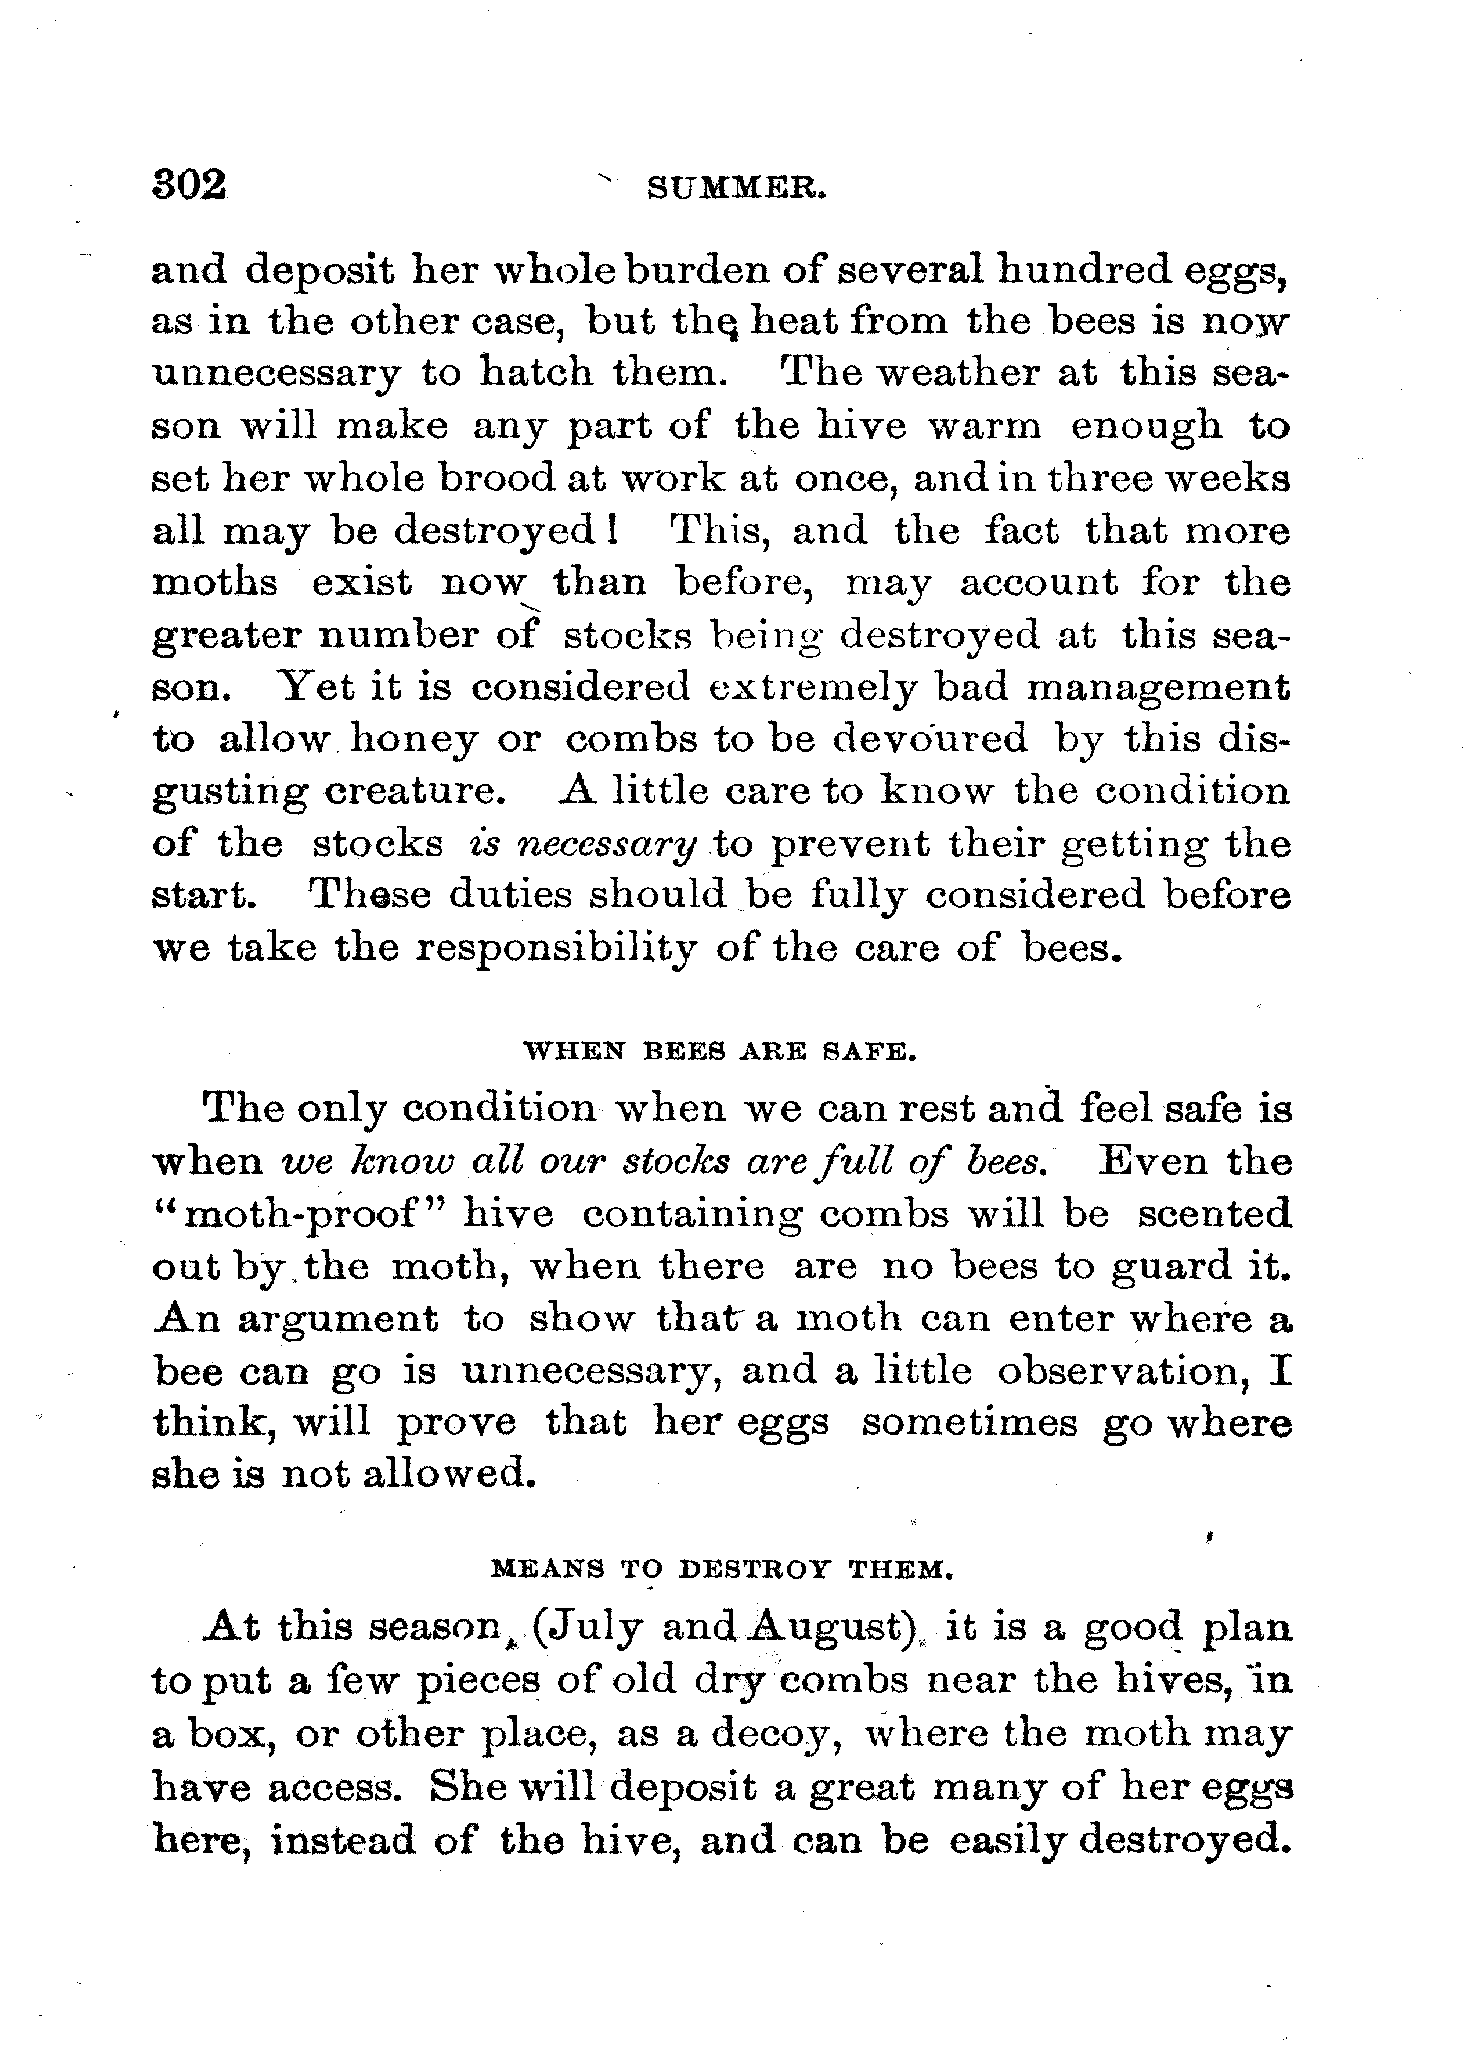 302 SUMMER.
and deposit her whole burden of several hundred eggs,
as in the other case, but the heat from the bees is now
unnecessary to hatch them. The weather at this sea-
son will make any part of the hive warm enough to
set her whole brood at work at once, and in three weeks
all may be destroyed! This, and the fact that more
moths exist now than before, may account for the
greater number of stocks being destroyed at this sea-
son. Yet it is considered extremely bad management
to allow honey or combs to be devoured by this dis-
gusting creature. A little care to know the condition
of the stocks is necessary to prevent their getting the
start. These duties should be fully considered before
we take the responsibility of the care of bees.
WHEN BEES ARE SAFE.
The only condition when we can rest and feel safe is
when we know all our stocks are full of bees. Even the
"moth-proof" hive containing combs will be scented
out by the moth, when there are no bees to guard it.
An argument to show that a moth can enter where a
bee can go is unnecessary, and a little observation, I
think, will prove that her eggs sometimes go where
she is not allowed.
MEANS TO DESTROY THEM.
At this season, (July and August), it is a good plan
to put a few pieces of old dry combs near the hives, in
a box, or other place, as a decoy, where the moth may
have access. She will deposit a great many of her eggs
here, instead of the hive, and can be easily destroyed.